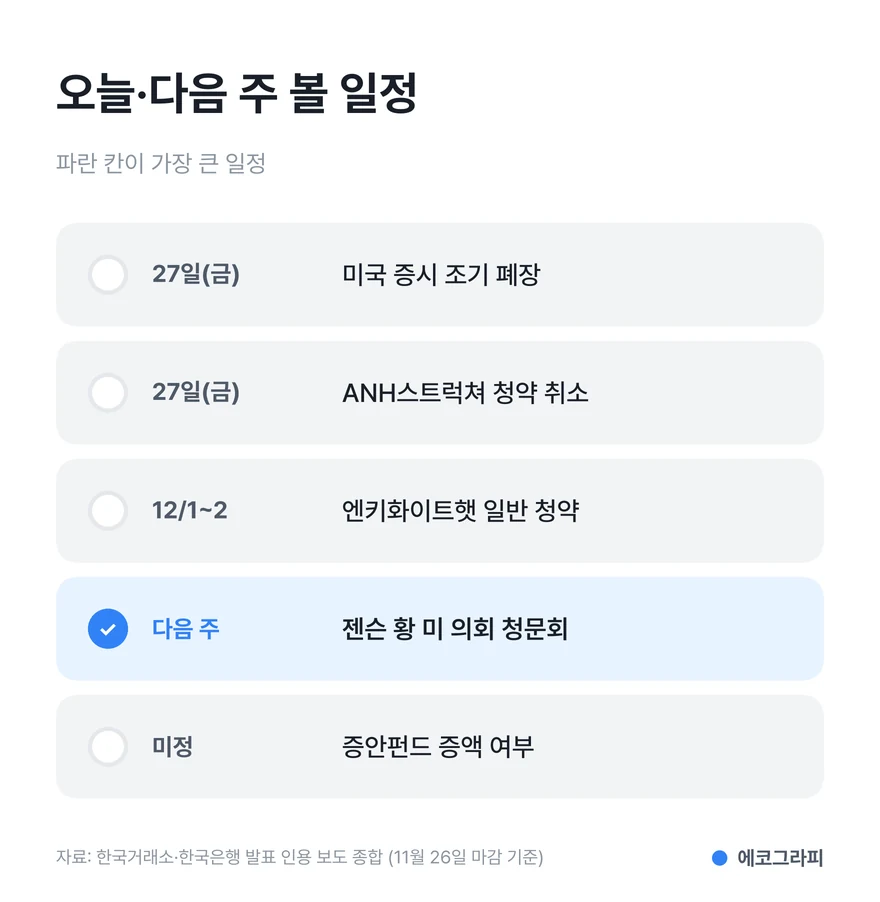 오늘·다음 주 볼 일정
파란 칸이 가장 큰 일정
27일(금) 미국 증시 조기 폐장
27일(금) ANH스트럭쳐 청약 취소
12/1~2 엔키화이트햇 일반 청약
다음 주 젠슨 황 미 의회 청문회
미정 증안펀드 증액 여부
자료: 한국거래소·한국은행 발표 인용 보도 종합 (11월 26일 마감 기준) 에코그라피